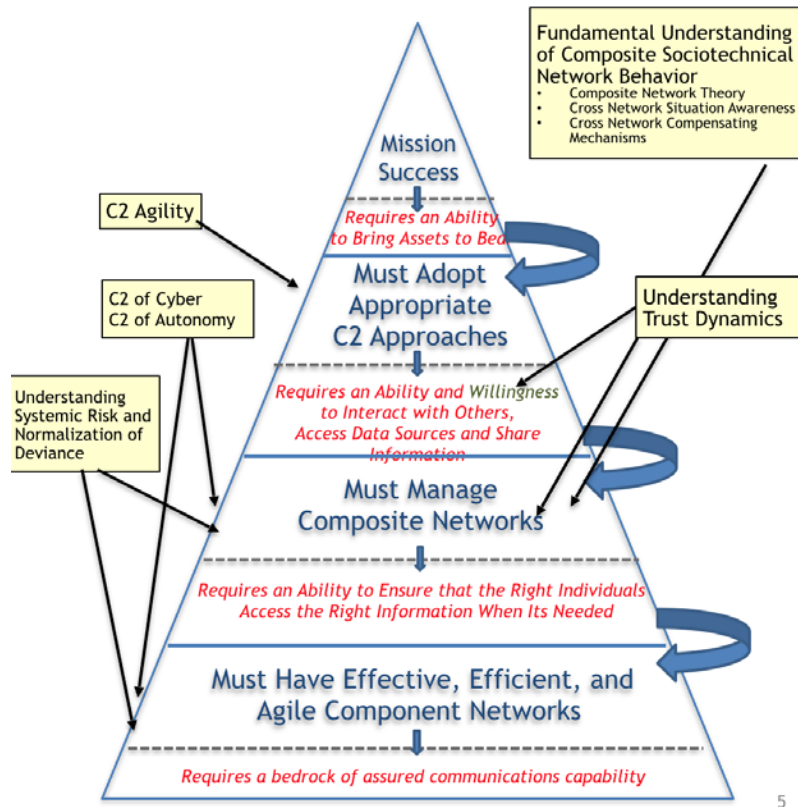 Fundamental Understanding
of Composite Sociotechnical
Network Behavior
• Composite Network Theory
• Cross Network Situation Awareness
• Cross Network Compensating
Mechanisms
Mission
Success
C2 Agility
Requires an Ability
to Bring Assets to Bea
Must Adopt
Appropriate
C2 Approaches
C2 of Cyber
C2 of Autonomy
Understanding
Trust Dynamics
Understanding
Systemic Risk and
Normalization of
Deviance
Requires an Ability and Willingness
to Interact with Others,
Access Data Sources and Share
Information
Must Manage
Composite Networks
Requires an Ability to Ensure that the Right Individuals
Access the Right Information When Its Needed
Must Have Effective, Efficient, and
Agile Component Networks
Requires a bedrock of assured communications capability
5